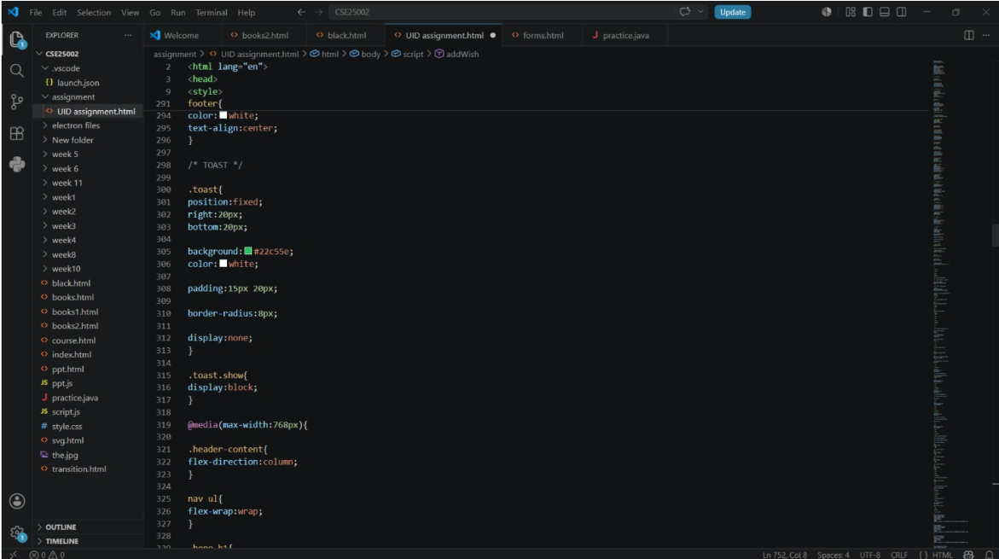 File Edit Selection View Go Run Terminal Help
CSE25002
Update
EXPLORER
Welcome
books2.html
black.html
UID assignment.html
forms.html
practice.java
assignment > UID assignment.html > html > body > script > addWish
CSE25002
.vscode
launch.json
assignment
UID assignment.html
electron files
New folder
week 5
week 6
week 11
week1
week2
week3
week4
week8
week10
black.html
books.html
books1.html
books2.html
course.html
index.html
ppt.html
JS ppt.js
J practice.java
JS script.js
# style.css
svg.html
the.jpg
transition.html
OUTLINE
TIMELINE
2 <html lang="en">
3 <head>
9 <style>
291 footer{
294 color: white;
295 text-align:center;
296 }
297
298 /* TOAST */
299
300 .toast{
301 position:fixed;
302 right:20px;
303 bottom:20px;
304
305 background: #22c55e;
306 color: white;
307
308 padding:15px 20px;
309
310 border-radius:8px;
311
312 display:none;
313 }
314
315 .toast.show{
316 display:block;
317 }
318
319 @media(max-width:768px){
320
321 .header-content{
322 flex-direction:column;
323 }
324
325 nav ul{
326 flex-wrap:wrap;
327 }
328
0 0
Ln 752, Col 8 Spaces: 4 UTF-8 CRLF {} HTML